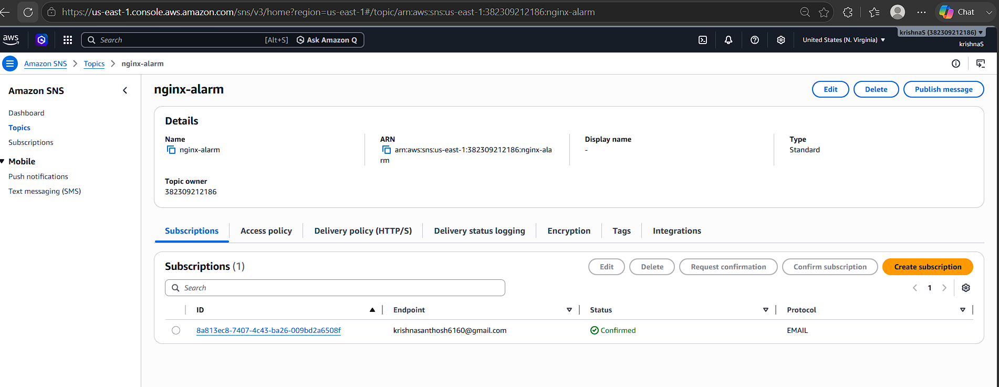 https://us-east-1.console.aws.amazon.com/sns/v3/home?region=us-east-1#/topic/arn:aws:sns:us-east-1:382309212186:nginx-alarm
Chat
aws
Search
[Alt+S]
Ask Amazon Q
United States (N. Virginia)
krishnaS (382309212186)
krishnaS
Amazon SNS
Topics
nginx-alarm
Amazon SNS
Dashboard
Topics
Subscriptions
Mobile
Push notifications
Text messaging (SMS)
nginx-alarm
Edit
Delete
Publish message
Details
Name
nginx-alarm
ARN
arn:aws:sns:us-east-1:382309212186:nginx-ala
rm
Display name
-
Type
Standard
Topic owner
382309212186
Subscriptions
Access policy
Delivery policy (HTTP/S)
Delivery status logging
Encryption
Tags
Integrations
Subscriptions (1)
Edit
Delete
Request confirmation
Confirm subscription
Create subscription
Search
1
ID
Endpoint
Status
Protocol
8a813ec8-7407-4c43-ba26-009bd2a6508f
krishnasanthosh6160@gmail.com
Confirmed
EMAIL